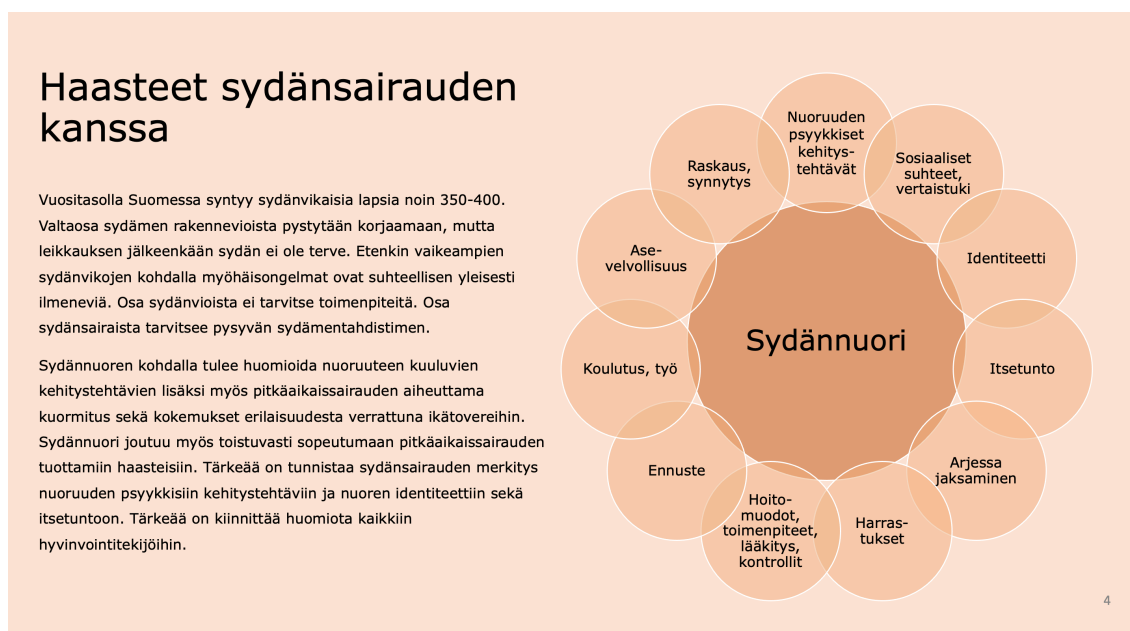 Haasteet sydänsairauden
kanssa
Vuositasolla Suomessa syntyy sydänvikaisia lapsia noin 350-400.
Valtaosa sydämen rakennevioista pystytään korjaamaan, mutta
leikkauksen jälkeenkään sydän ei ole terve. Etenkin vaikeampien
sydänvikojen kohdalla myöhäisongelmat ovat suhteellisen yleisesti
ilmeneviä. Osa sydänvioista ei tarvitse toimenpiteitä. Osa
sydänsairaista tarvitsee pysyvän sydämentahdistimen.
Sydännuoren kohdalla tulee huomioida nuoruuteen kuuluvien
kehitystehtävien lisäksi myös pitkäaikaissairauden aiheuttama
kuormitus sekä kokemukset erilaisuudesta verrattuna ikätovereihin.
Sydännuori joutuu myös toistuvasti sopeutumaan pitkäaikaissairauden
tuottamiin haasteisiin. Tärkeää on tunnistaa sydänsairauden merkitys
nuoruuden psyykkisiin kehitystehtäviin ja nuoren identiteettiin sekä
itsetuntoon. Tärkeää on kiinnittää huomiota kaikkiin
hyvinvointitekijöihin.
Sydännuori
Nuoruuden
psyykkiset
kehitys-
tehtävät
Sosiaaliset
suhteet,
vertaistuki
Identiteetti
Itsetunto
Arjessa
jaksaminen
Harras-
tukset
Hoito-
muodot,
toimenpiteet,
lääkitys,
kontrollit
Ennuste
Koulutus, työ
Ase-
velvollisuus
Raskaus,
synnytys
4